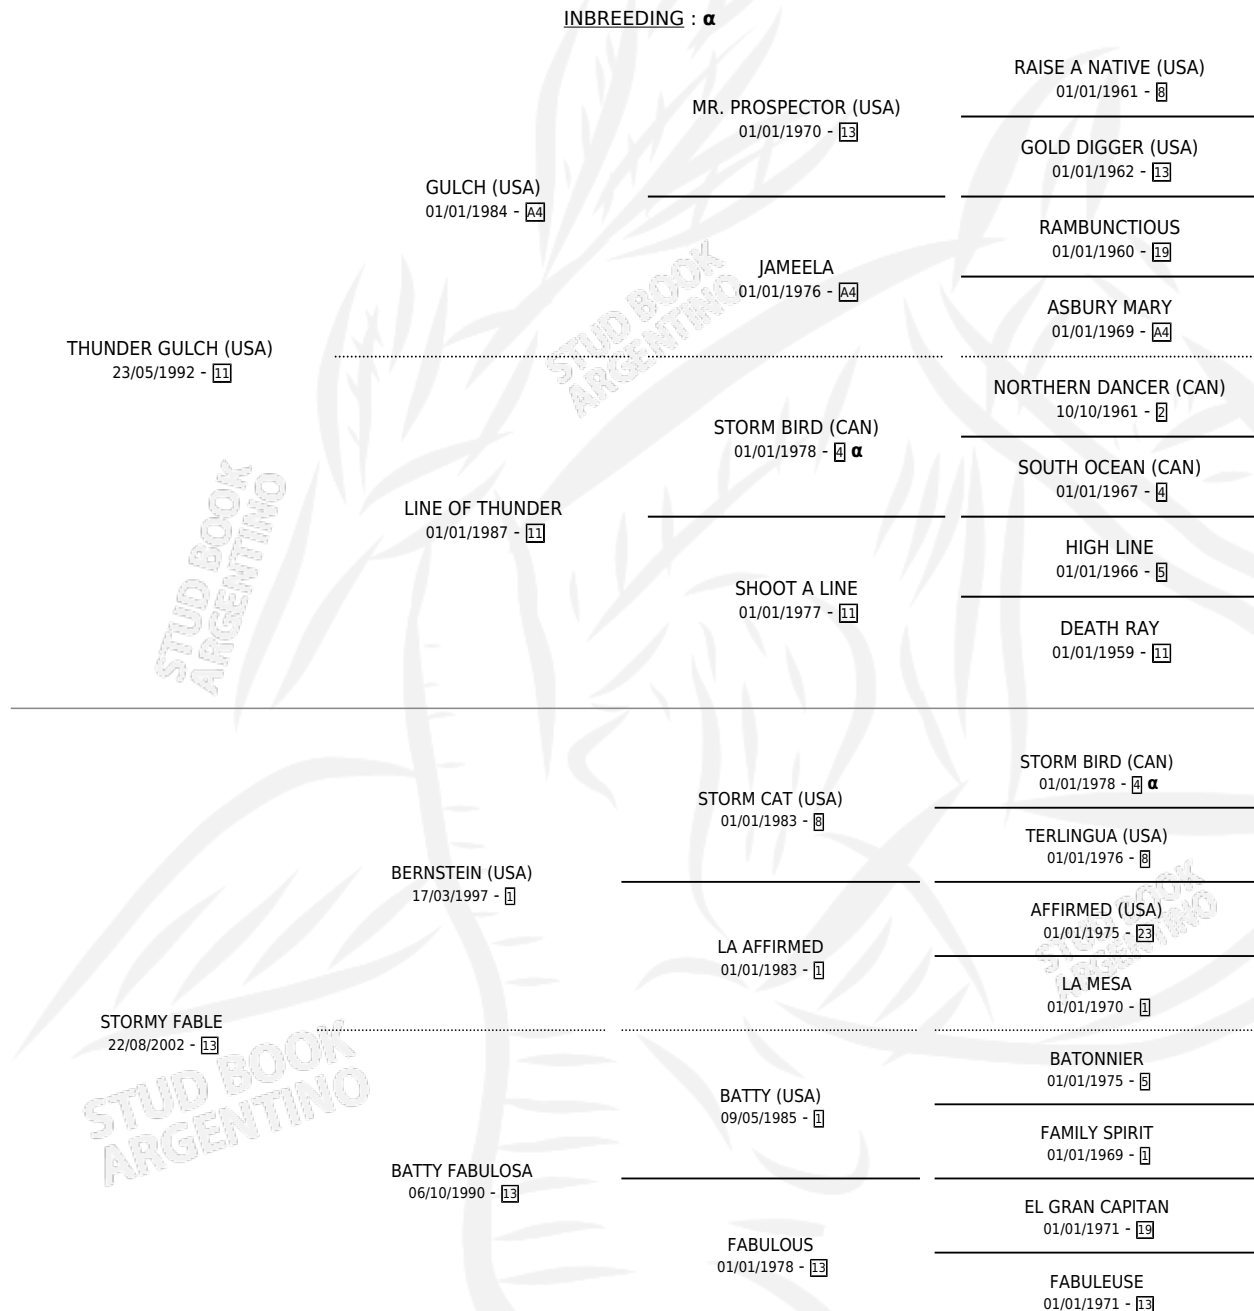 INBREEDING : α
RAISE A NATIVE (USA)
01/01/1961 - 8
MR. PROSPECTOR (USA)
01/01/1970 - 13
GOLD DIGGER (USA)
01/01/1962 - 13
GULCH (USA)
01/01/1984 - A4
RAMBUNCTIOUS
01/01/1960 - 19
JAMEELA
01/01/1976 - A4
ASBURY MARY
01/01/1969 - A4
THUNDER GULCH (USA)
23/05/1992 - 11
NORTHERN DANCER (CAN)
10/10/1961 - 2
STORM BIRD (CAN)
01/01/1978 - 4 α
SOUTH OCEAN (CAN)
01/01/1967 - 4
LINE OF THUNDER
01/01/1987 - 11
HIGH LINE
01/01/1966 - 5
SHOOT A LINE
01/01/1977 - 11
DEATH RAY
01/01/1959 - 11
STORM BIRD (CAN)
01/01/1978 - 4 α
STORM CAT (USA)
01/01/1983 - 8
TERLINGUA (USA)
01/01/1976 - 8
BERNSTEIN (USA)
17/03/1997 - 1
AFFIRMED (USA)
01/01/1975 - 23
LA AFFIRMED
01/01/1983 - 1
LA MESA
01/01/1970 - 1
STORMY FABLE
22/08/2002 - 13
BATONNIER
01/01/1975 - 5
BATTY (USA)
09/05/1985 - 1
FAMILY SPIRIT
01/01/1969 - 1
BATTY FABULOSA
06/10/1990 - 13
EL GRAN CAPITAN
01/01/1971 - 19
FABULOUS
01/01/1978 - 13
FABULEUSE
01/01/1971 - 13
STUD BOOK
ARGENTINO
STUD BOOK
ARGENTINO
STUD BOOK
ARGENTINO
STUD BOOK
ARGENTINO